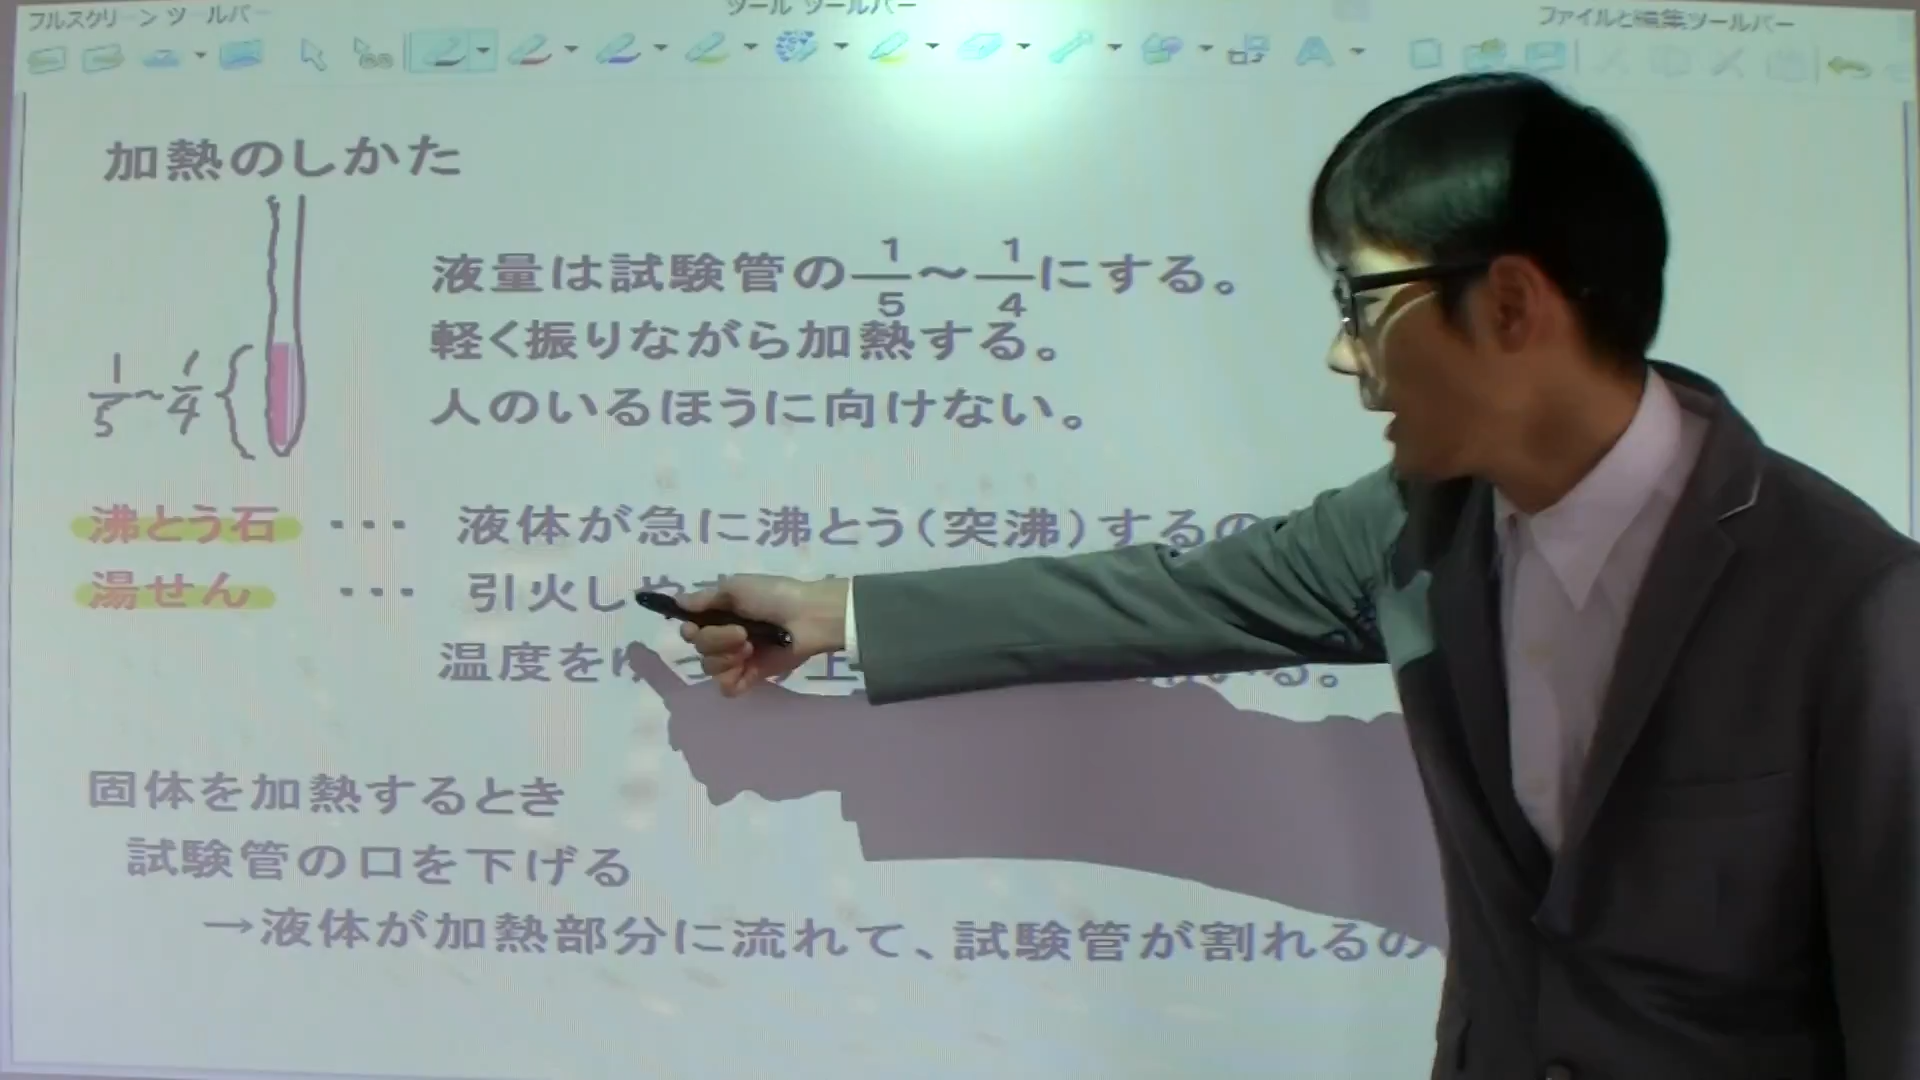 フルスクリーン ツールバー
ツール ツールバー
ファイルと編集ツールバー
加熱のしかた
液量は試験管の1/5～1/4にする。
軽く振りながら加熱する。
人のいるほうに向けない。
1/5～1/4
沸とう石 ・・・ 液体が急に沸とう(突沸)するの
湯せん ・・・ 引火しやす
温度をゆっ
上
いる。
固体を加熱するとき
試験管の口を下げる
→液体が加熱部分に流れて、試験管が割れるの